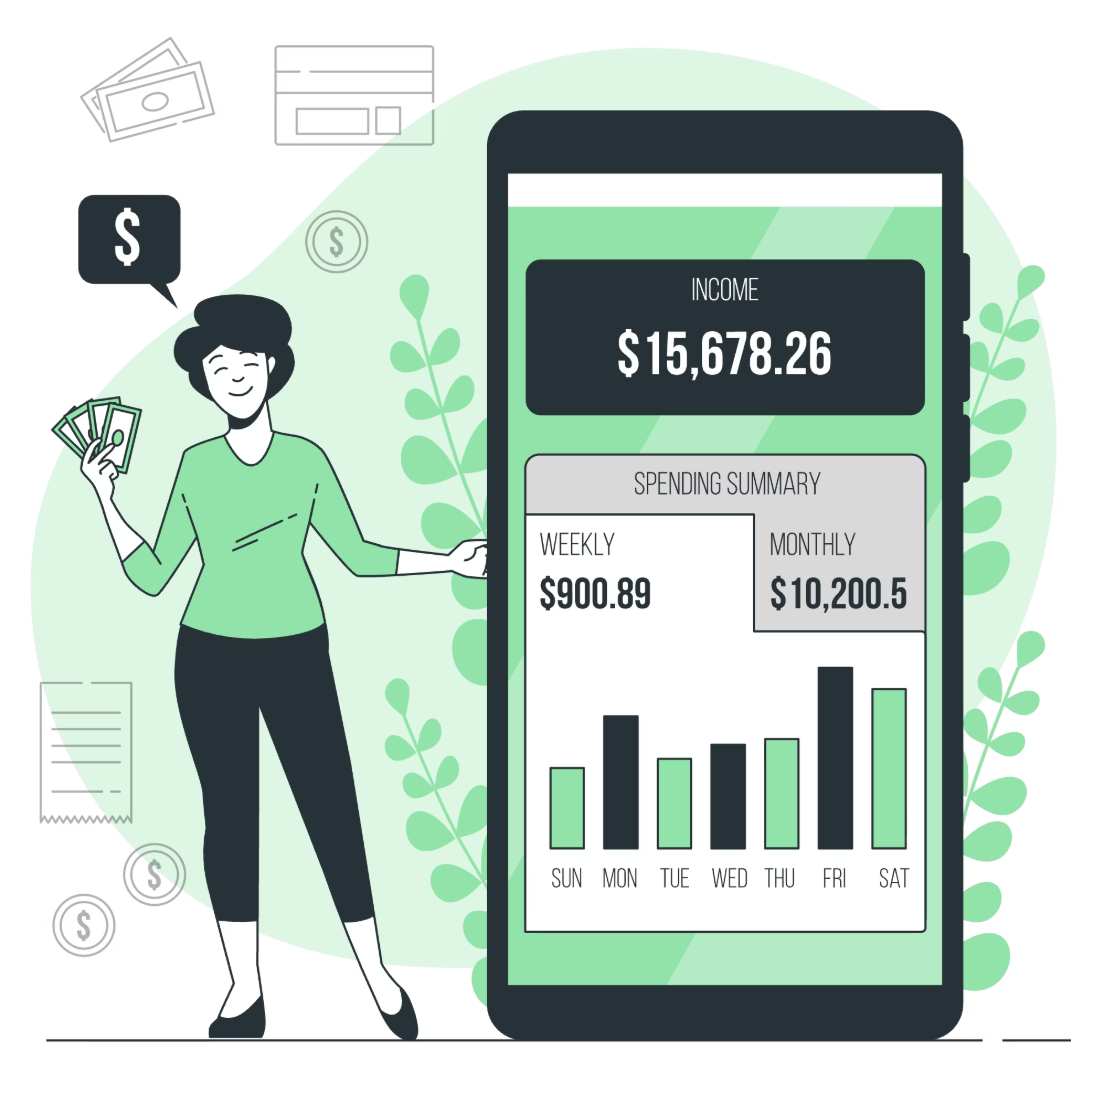 $
$
INCOME
$15,678.26
SPENDING SUMMARY
WEEKLY
MONTHLY
$900.89
$10,200.5
SUN MON TUE WED THU FRI SAT
$
$